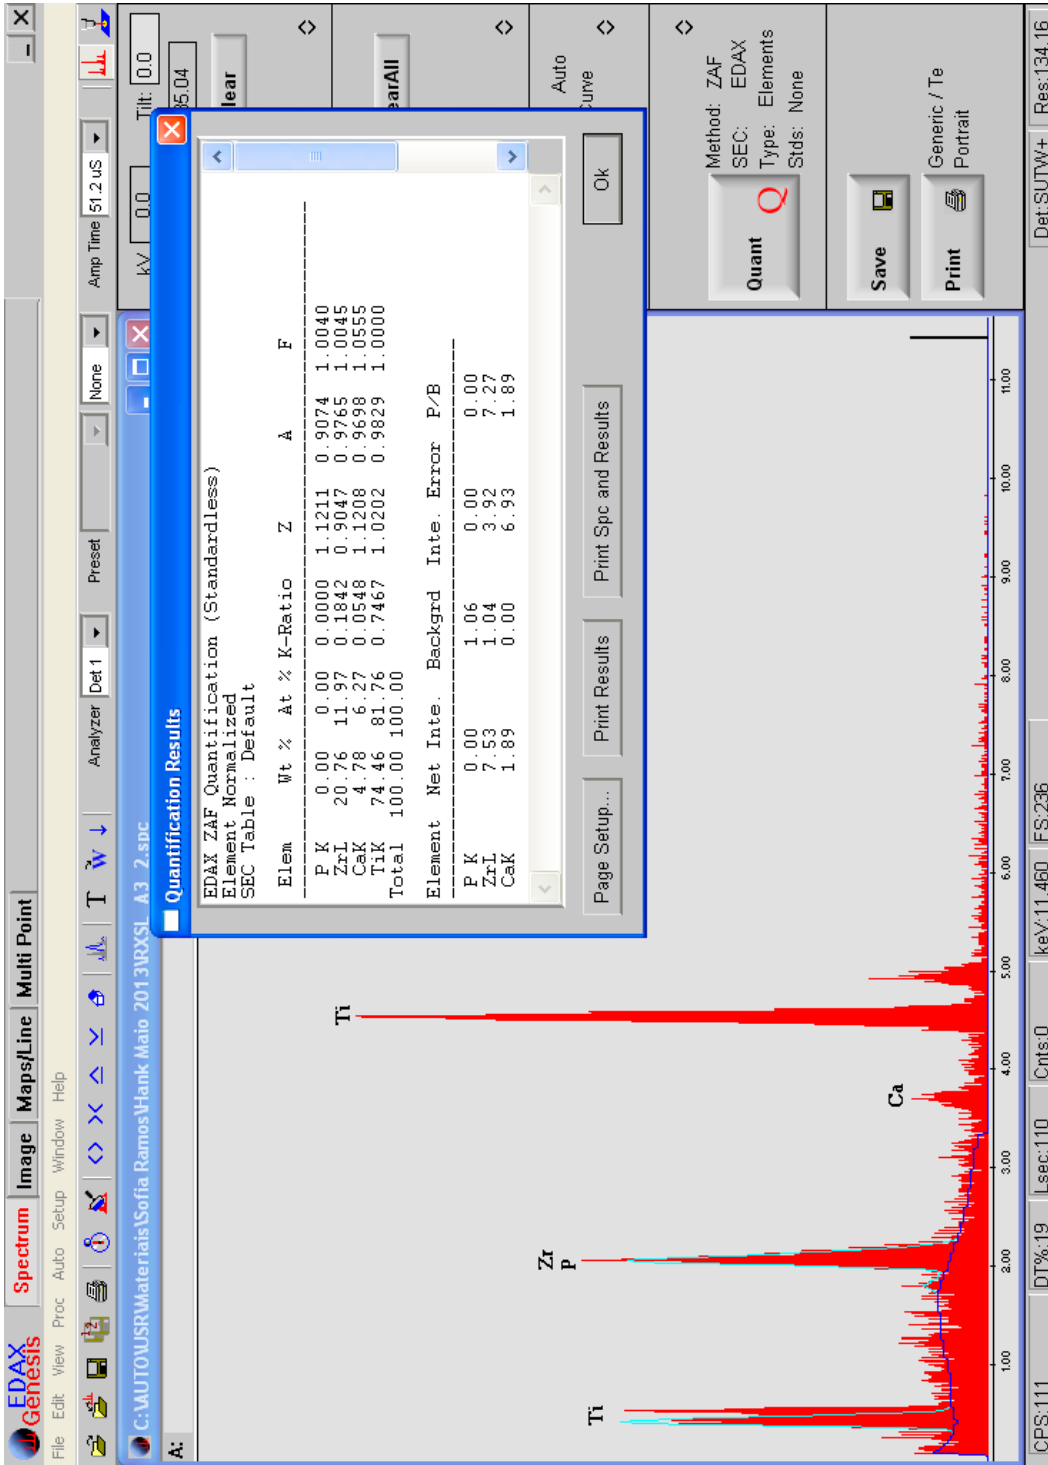 EDAX
Genesis
Spectrum Image Maps/Line Multi Point
File Edit View Proc Auto Setup Window Help
T W Analyzer Det 1 Preset None Amp Time 51.2 uS
C:\AUTO\USR\Materiais\Sofia Ramos\Hank Maio 2013\RXSL_A3_2.spc
kV 0.0 Tilt: 0.0
A:
35.04
lear
earAll
Auto
Curve
Quantification Results
EDAX ZAF Quantification (Standardless)
Element Normalized
SEC Table : Default
Elem Wt % At % K-Ratio Z A F
P K 0.00 0.00 0.0000 1.1211 0.9074 1.0040
ZrL 20.76 11.97 0.1842 0.9047 0.9765 1.0045
CaK 4.78 6.27 0.0548 1.1208 0.9698 1.0555
TiK 74.46 81.76 0.7467 1.0202 0.9829 1.0000
Total 100.00 100.00
Element Net Inte. Backgrd Inte. Error P/B
P K 0.00 1.06 0.00 0.00
ZrL 7.53 1.04 3.92 7.27
CaK 1.89 0.00 6.93 1.89
Page Setup... Print Results Print Spc and Results Ok
Quant Q
Method: ZAF
SEC: EDAX
Type: Elements
Stds: None
Save
Print
Generic / Te
Portrait
Ti
Zr
P
Ca
Ti
1.00 2.00 3.00 4.00 5.00 6.00 7.00 8.00 9.00 10.00 11.00
CPS:111 DT%:19 Lsec:110 Cnts:0 keV:11.460 FS:236 Det:SUTW+ Res:134.16